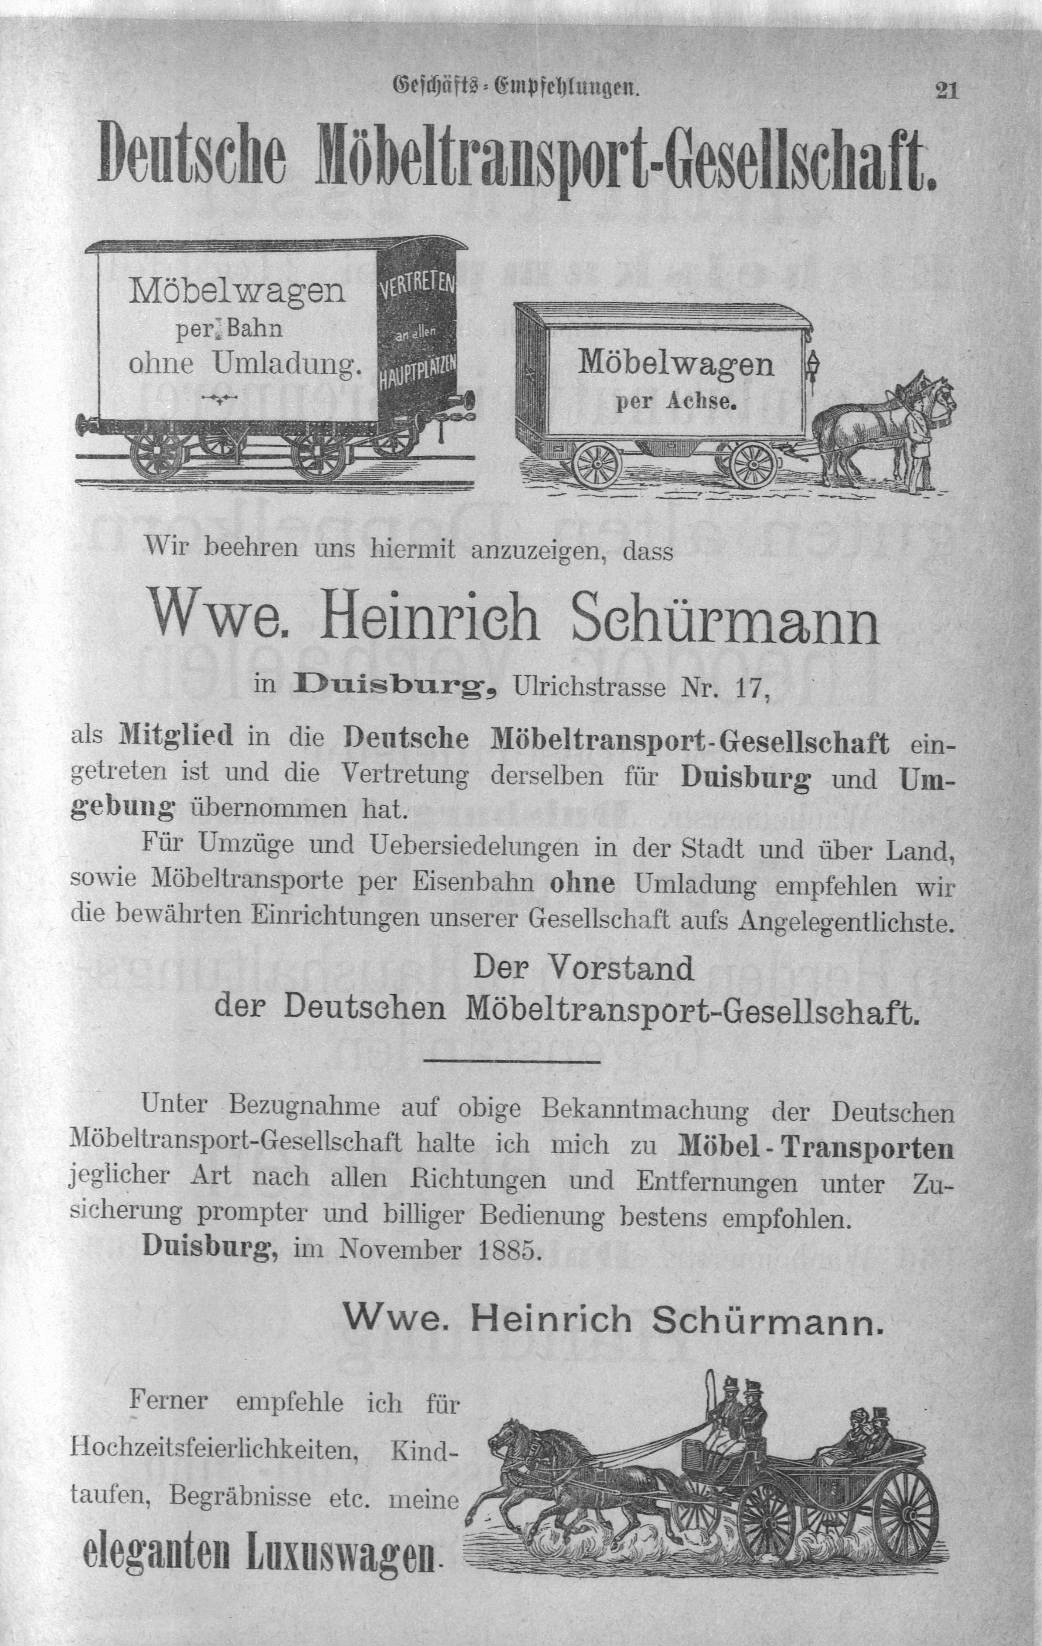 Geschäfts-Empfehlungen. 21
Deutsche Möbeltransport-Gesellschaft.
Möbelwagen
per Bahn
ohne Umladung.
VERTRETEN
an allen
HAUPTPLÄTZEN
Möbelwagen
per Achse.
Wir beehren uns hiermit anzuzeigen, dass
Wwe. Heinrich Schürmann
in Duisburg, Ulrichstrasse Nr. 17,
als Mitglied in die Deutsche Möbeltransport-Gesellschaft ein-
getreten ist und die Vertretung derselben für Duisburg und Um-
gebung übernommen hat.
Für Umzüge und Uebersiedelungen in der Stadt und über Land,
sowie Möbeltransporte per Eisenbahn ohne Umladung empfehlen wir
die bewährten Einrichtungen unserer Gesellschaft aufs Angelegentlichste.
Der Vorstand
der Deutschen Möbeltransport-Gesellschaft.
Unter Bezugnahme auf obige Bekanntmachung der Deutschen
Möbeltransport-Gesellschaft halte ich mich zu Möbel-Transporten
jeglicher Art nach allen Richtungen und Entfernungen unter Zu-
sicherung prompter und billiger Bedienung bestens empfohlen.
Duisburg, im November 1885.
Wwe. Heinrich Schürmann.
Ferner empfehle ich für
Hochzeitsfeierlichkeiten, Kind-
taufen, Begräbnisse etc. meine
eleganten Luxuswagen.